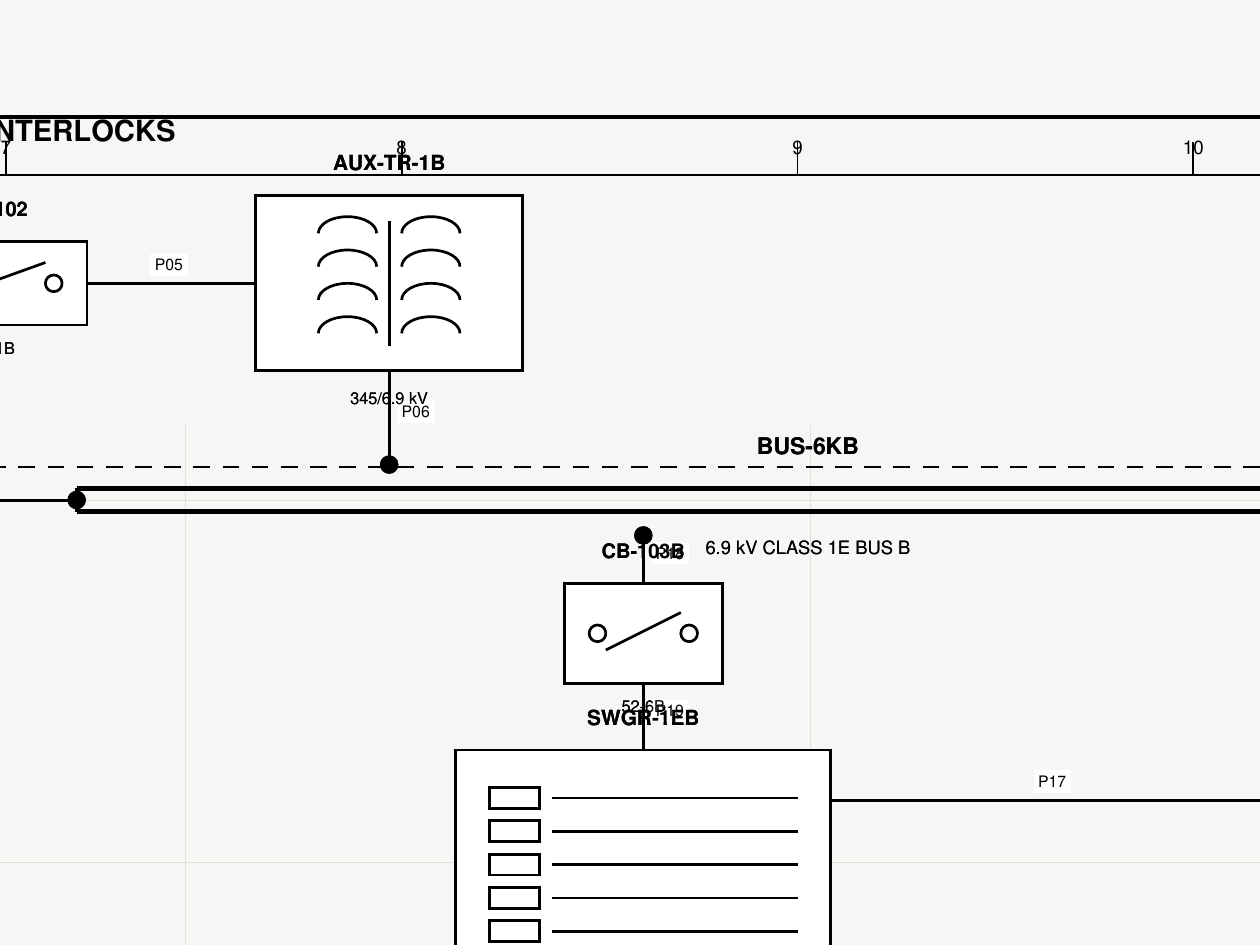 NTERLOCKS
7 8 9 10
AUX-TR-1B
102
P05
1B
345/6.9 kV
P06
BUS-6KB
6.9 kV CLASS 1E BUS B
CB-103B
52-6B
SWGR-1EB
P17